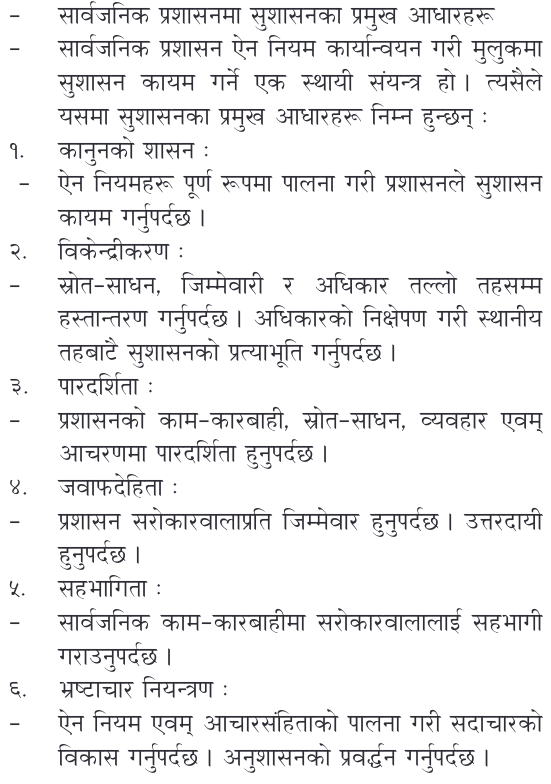 – सार्वजनिक प्रशासनमा सुशासनका प्रमुख आधारहरू
– सार्वजनिक प्रशासन ऐन नियम कार्यान्वयन गरी मुलुकमा
सुशासन कायम गर्ने एक स्थायी संयन्त्र हो । त्यसैले
यसमा सुशासनका प्रमुख आधारहरू निम्न हुन्छन् :
१. कानुनको शासन :
– ऐन नियमहरू पूर्ण रूपमा पालना गरी प्रशासनले सुशासन
कायम गर्नुपर्दछ ।
२. विकेन्द्रीकरण :
– स्रोत–साधन, जिम्मेवारी र अधिकार तल्लो तहसम्म
हस्तान्तरण गर्नुपर्दछ । अधिकारको निक्षेपण गरी स्थानीय
तहबाटै सुशासनको प्रत्याभूति गर्नुपर्दछ ।
३. पारदर्शिता :
– प्रशासनको काम–कारबाही, स्रोत–साधन, व्यवहार एवम्
आचरणमा पारदर्शिता हुनुपर्दछ ।
४. जवाफदेहिता :
– प्रशासन सरोकारवालाप्रति जिम्मेवार हुनुपर्दछ । उत्तरदायी
हुनुपर्दछ ।
५. सहभागिता :
– सार्वजनिक काम–कारबाहीमा सरोकारवालालाई सहभागी
गराउनुपर्दछ ।
६. भ्रष्टाचार नियन्त्रण :
– ऐन नियम एवम् आचारसंहिताको पालना गरी सदाचारको
विकास गर्नुपर्दछ । अनुशासनको प्रवर्द्धन गर्नुपर्दछ ।